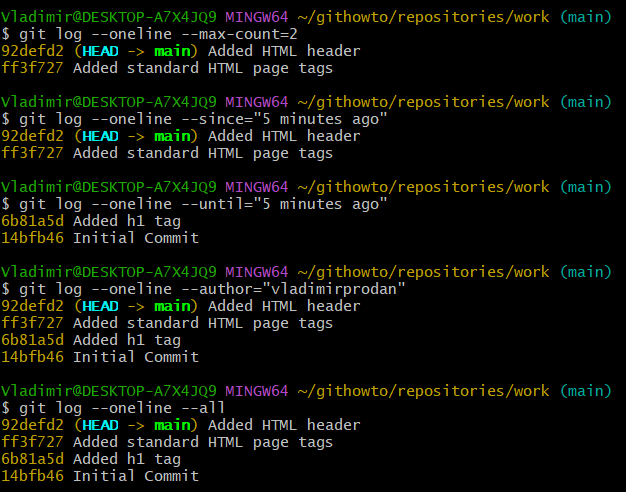 Vladimir@DESKTOP-A7X4JQ9 MINGW64 ~/githowto/repositories/work (main)
$ git log --oneline --max-count=2
92defd2 (HEAD -> main) Added HTML header
ff3f727 Added standard HTML page tags
Vladimir@DESKTOP-A7X4JQ9 MINGW64 ~/githowto/repositories/work (main)
$ git log --oneline --since="5 minutes ago"
92defd2 (HEAD -> main) Added HTML header
ff3f727 Added standard HTML page tags
Vladimir@DESKTOP-A7X4JQ9 MINGW64 ~/githowto/repositories/work (main)
$ git log --oneline --until="5 minutes ago"
6b81a5d Added h1 tag
14bfb46 Initial Commit
Vladimir@DESKTOP-A7X4JQ9 MINGW64 ~/githowto/repositories/work (main)
$ git log --oneline --author="vladimirprodan"
92defd2 (HEAD -> main) Added HTML header
ff3f727 Added standard HTML page tags
6b81a5d Added h1 tag
14bfb46 Initial Commit
Vladimir@DESKTOP-A7X4JQ9 MINGW64 ~/githowto/repositories/work (main)
$ git log --oneline --all
92defd2 (HEAD -> main) Added HTML header
ff3f727 Added standard HTML page tags
6b81a5d Added h1 tag
14bfb46 Initial Commit